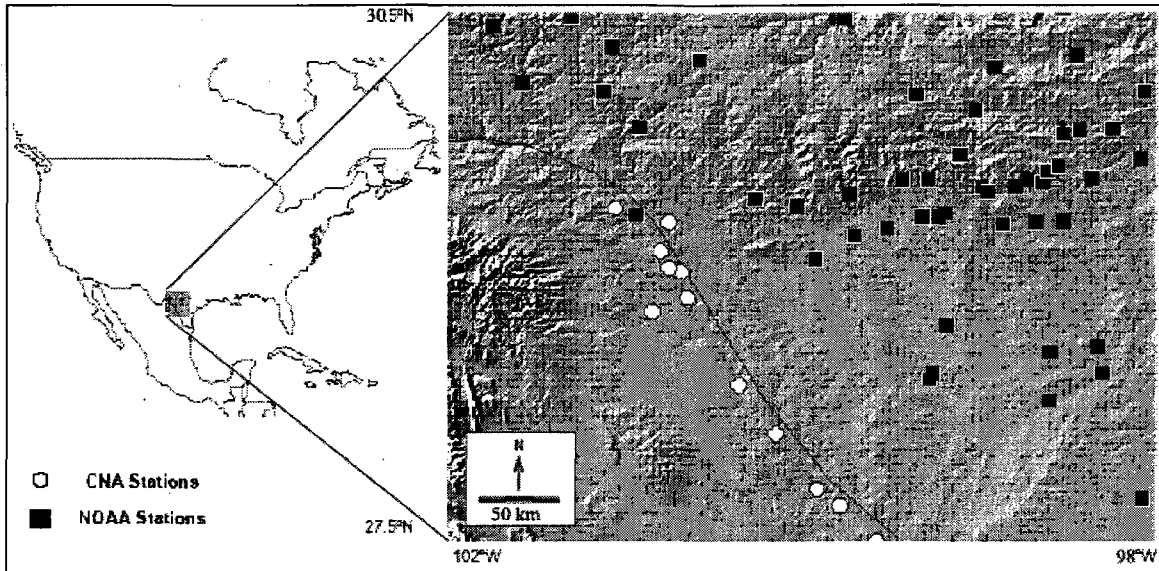 30.5°N
N
50 km
CNA Stations
NOAA Stations
27.5°N
102°W
98°W